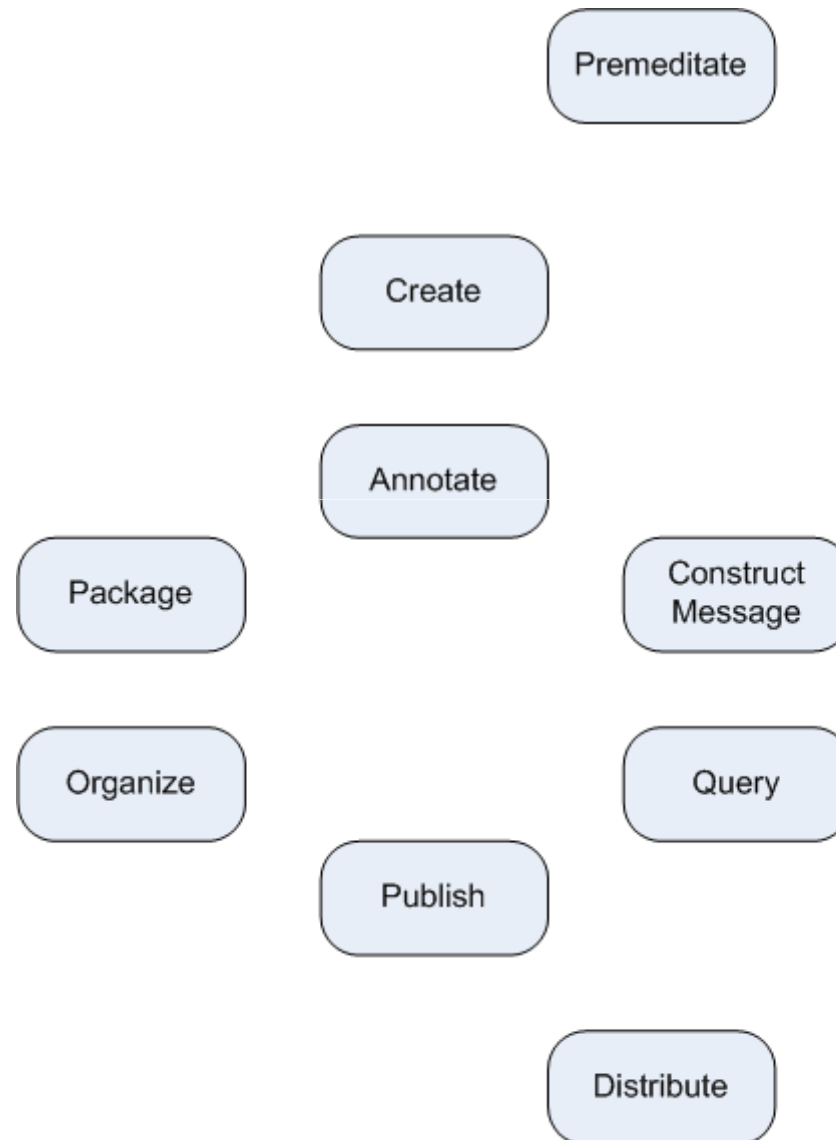 Premeditate
Create
Annotate
Package
Construct
Message
Organize
Query
Publish
Distribute